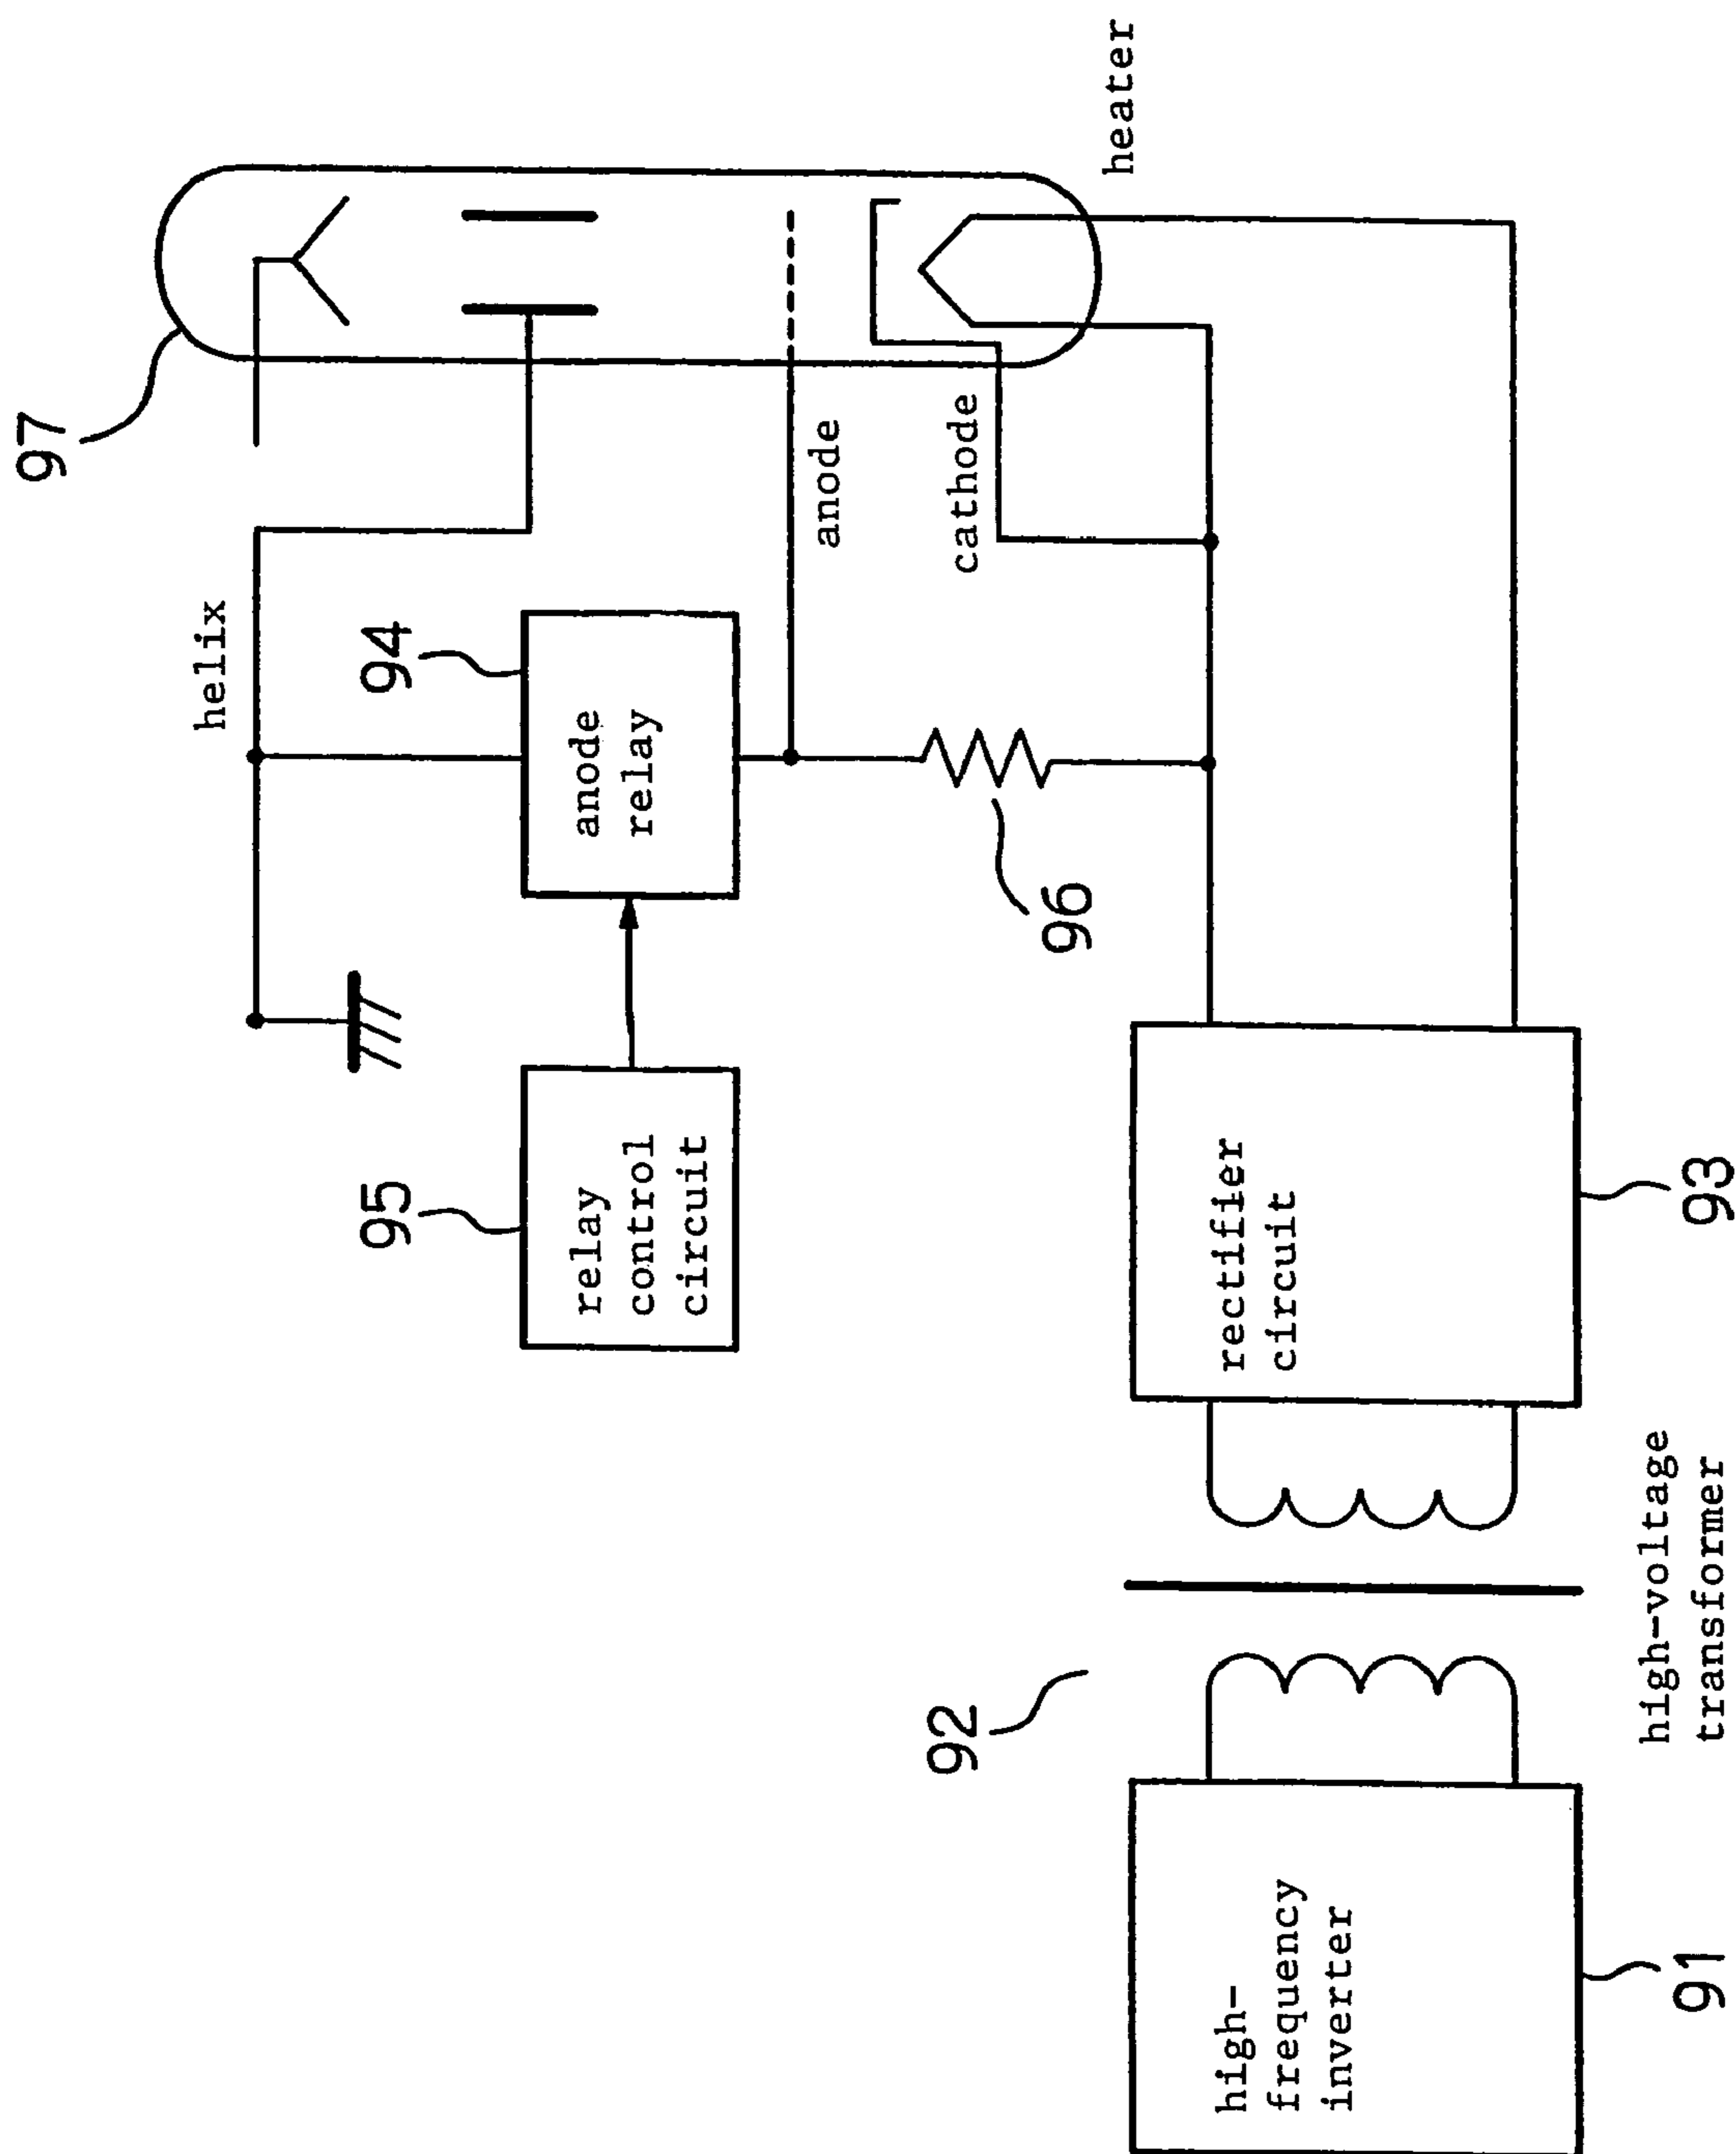 97
helix
94
anode
relay
anode
cathode
heater
95
relay
control
circuit
96
92
high-
frequency
inverter
91
high-voltage
transformer
rectifier
circuit
93